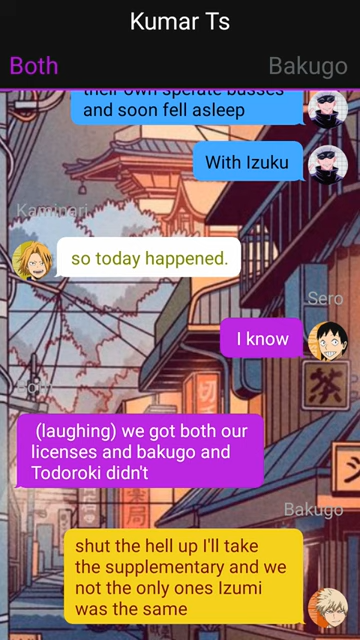 Kumar Ts
Both
Bakugo
their own sperate busses
and soon fell asleep
With Izuku
Kaminari
so today happened.
Sero
I know
Both
(laughing) we got both our
licenses and bakugo and
Todoroki didn't
Bakugo
shut the hell up I'll take
the supplementary and we
not the only ones Izumi
was the same